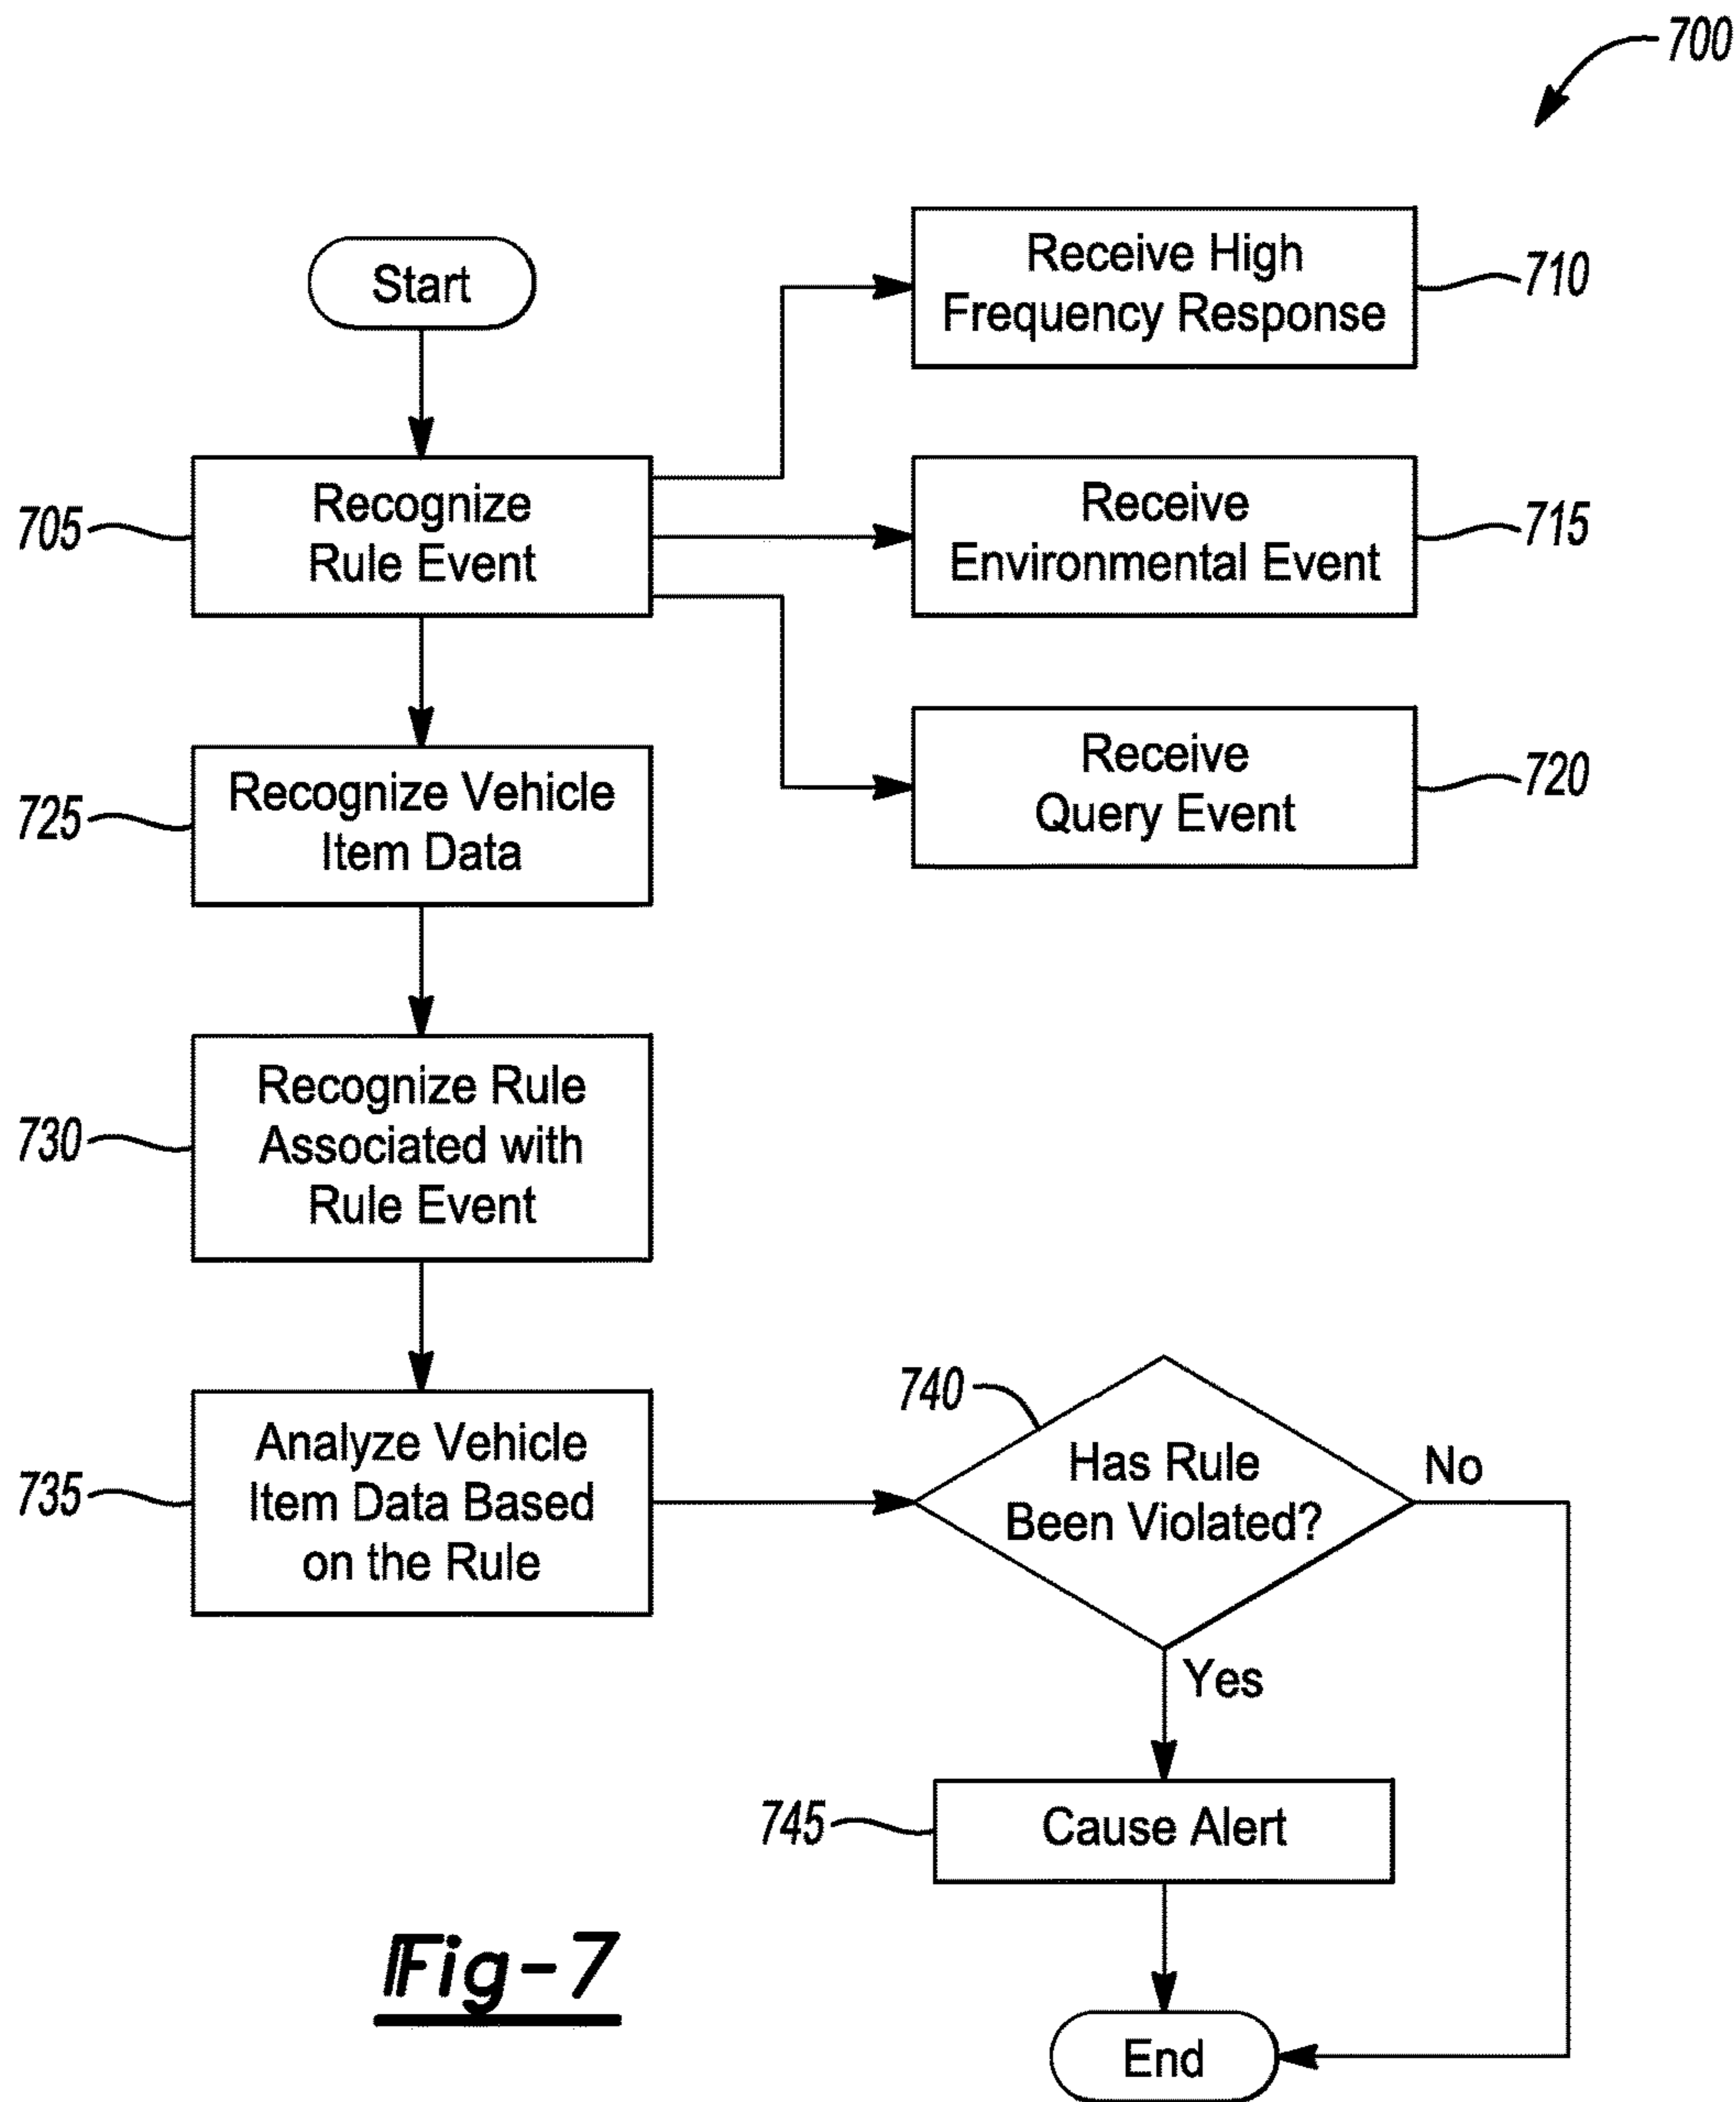 700
Start
Receive High
Frequency Response
710
705
Recognize
Rule Event
Receive
Environmental Event
715
Receive
Query Event
720
725
Recognize Vehicle
Item Data
730
Recognize Rule
Associated with
Rule Event
735
Analyze Vehicle
Item Data Based
on the Rule
740
Has Rule
Been Violated?
No
Yes
745
Cause Alert
End
Fig-7